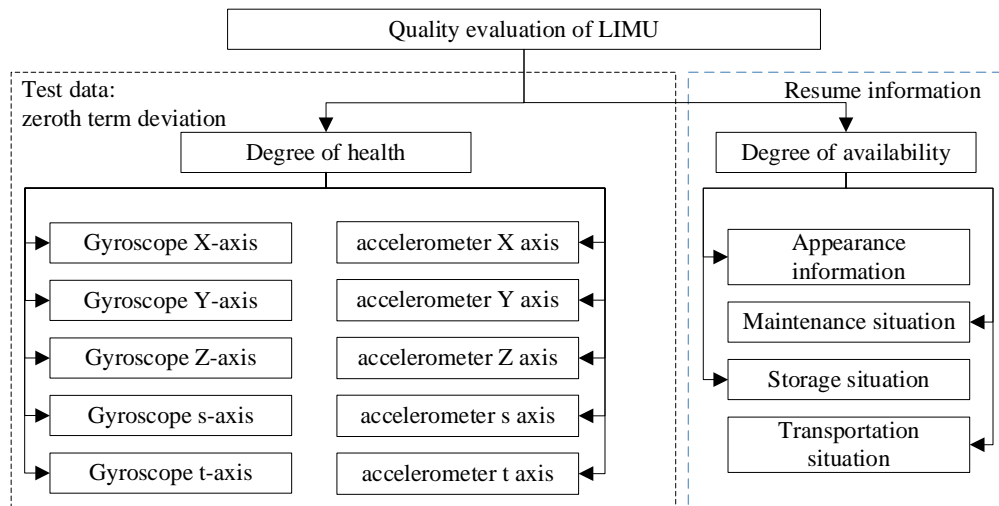 Quality evaluation of LIMU
Test data:
zeroth term deviation
Resume information
Degree of health
Degree of availability
Gyroscope X-axis
accelerometer X axis
Gyroscope Y-axis
accelerometer Y axis
Gyroscope Z-axis
accelerometer Z axis
Gyroscope s-axis
accelerometer s axis
Gyroscope t-axis
accelerometer t axis
Appearance
information
Maintenance situation
Storage situation
Transportation
situation